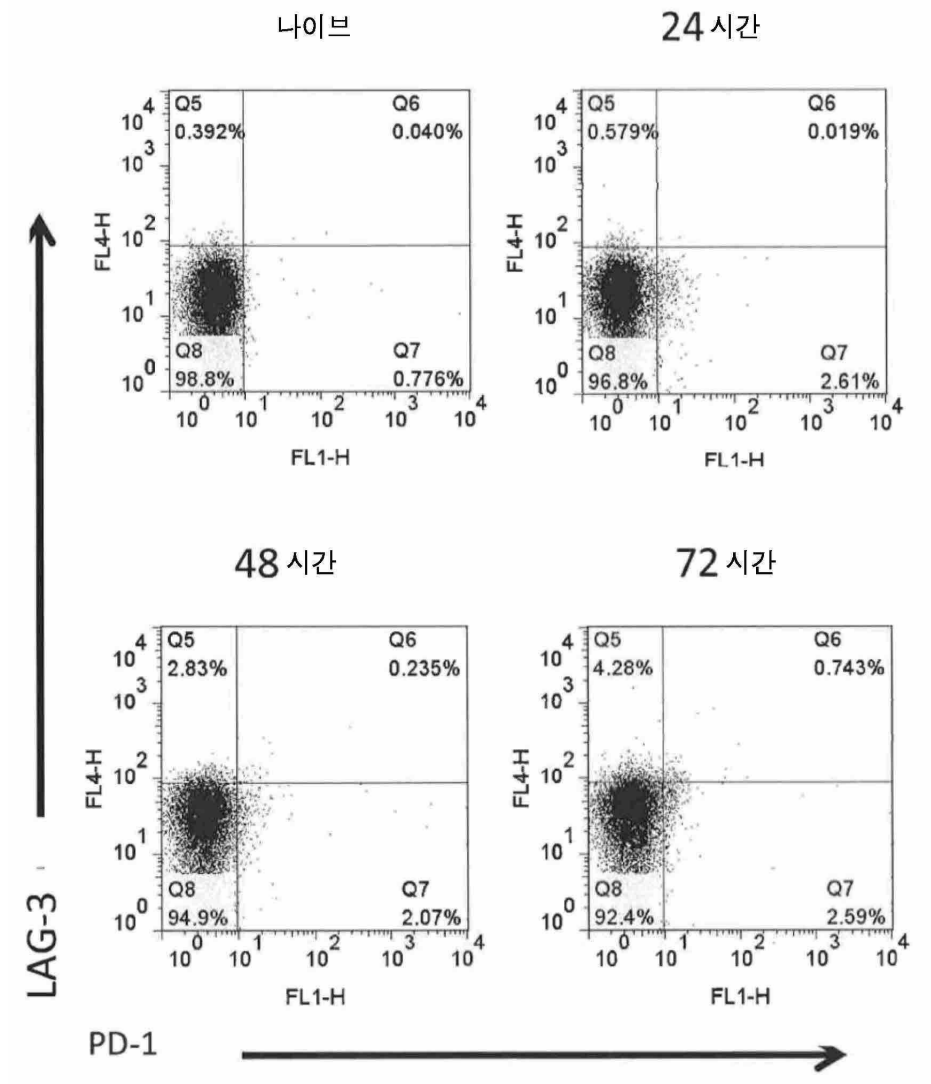 나이브
24 시간
Q5
0.392%
Q6
0.040%
Q8
98.8%
Q7
0.776%
10 4
10 3
10 2
10 1
10 0
FL4-H
10 0
10 1
10 2
10 3
10 4
FL1-H
Q5
0.579%
Q6
0.019%
Q8
96.8%
Q7
2.61%
10 4
10 3
10 2
10 1
10 0
FL4-H
10 0
10 1
10 2
10 3
10 4
FL1-H
48 시간
72 시간
Q5
2.83%
Q6
0.235%
Q8
94.9%
Q7
2.07%
10 4
10 3
10 2
10 1
10 0
FL4-H
10 0
10 1
10 2
10 3
10 4
FL1-H
Q5
4.28%
Q6
0.743%
Q8
92.4%
Q7
2.59%
10 4
10 3
10 2
10 1
10 0
FL4-H
10 0
10 1
10 2
10 3
10 4
FL1-H
LAG-3
PD-1